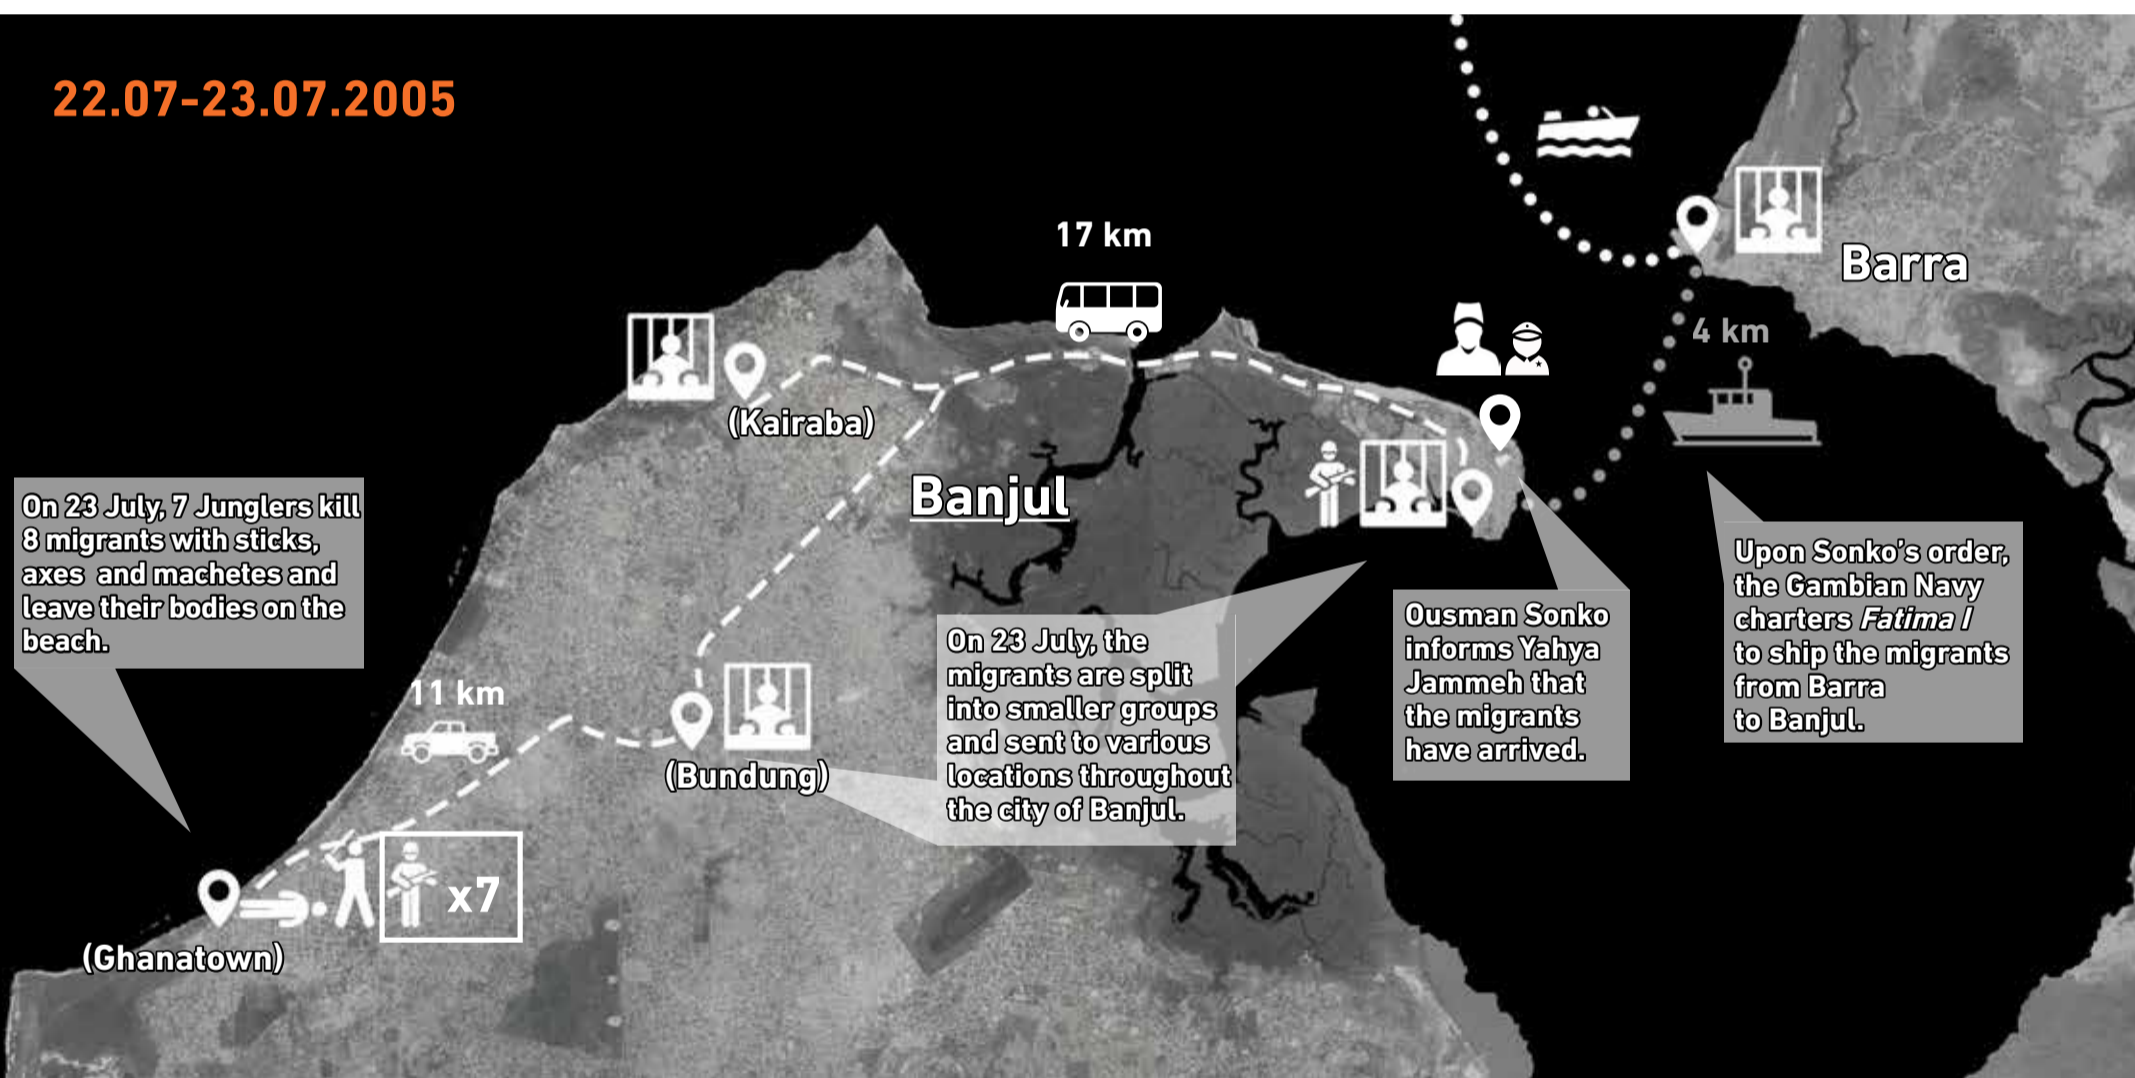 22.07-23.07.2005
17 km
Barra
4 km
(Kairaba)
Banjul
On 23 July, 7 Junglers kill
8 migrants with sticks,
axes and machetes and
leave their bodies on the
beach.
11 km
(Bundung)
On 23 July, the
migrants are split
into smaller groups
and sent to various
locations throughout
the city of Banjul.
Ousman Sonko
informs Yahya
Jammeh that
the migrants
have arrived.
Upon Sonko's order,
the Gambian Navy
charters Fatima I
to ship the migrants
from Barra
to Banjul.
x7
(Ghanatown)